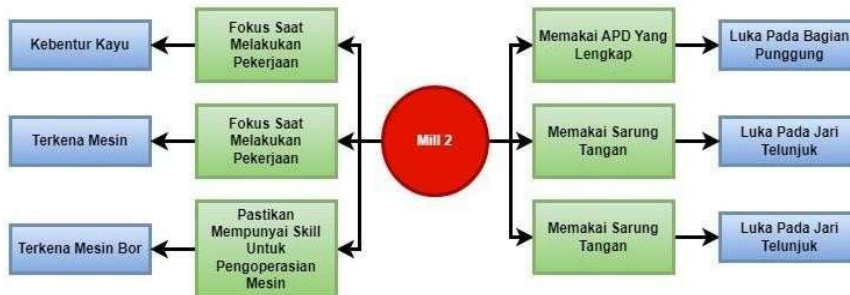 Kebentur Kayu
Fokus Saat
Melakukan
Pekerjaan
Memakai APD Yang
Lengkap
Luka Pada Bagian
Punggung
Terkena Mesin
Fokus Saat
Melakukan
Pekerjaan
Mill 2
Memakai Sarung
Tangan
Luka Pada Jari
Telunjuk
Terkena Mesin Bor
Pastikan
Mempunyai Skill
Untuk
Pengoperasian
Mesin
Memakai Sarung
Tangan
Luka Pada Jari
Telunjuk